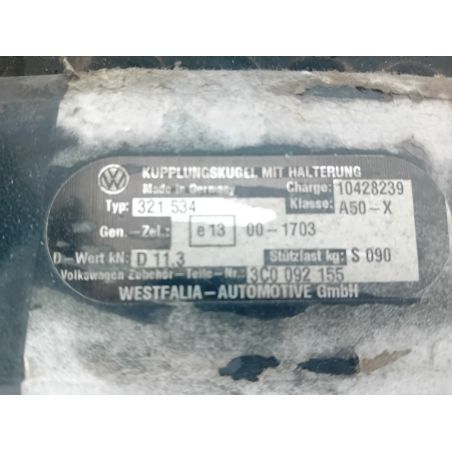 VW KUPPLUNGSKUGEL MIT HALTERUNG
Made in Germany Charge: 10428239
Typ: 321 534 Klasse: A50-X
Gen.-Zei.: e13 00-1703
D-Wert kN: D 11.3 Stützlast kg: S 090
Volkswagen Zubehör-Teile-Nr.: 3C0 092 155
WESTFALIA-AUTOMOTIVE GmbH